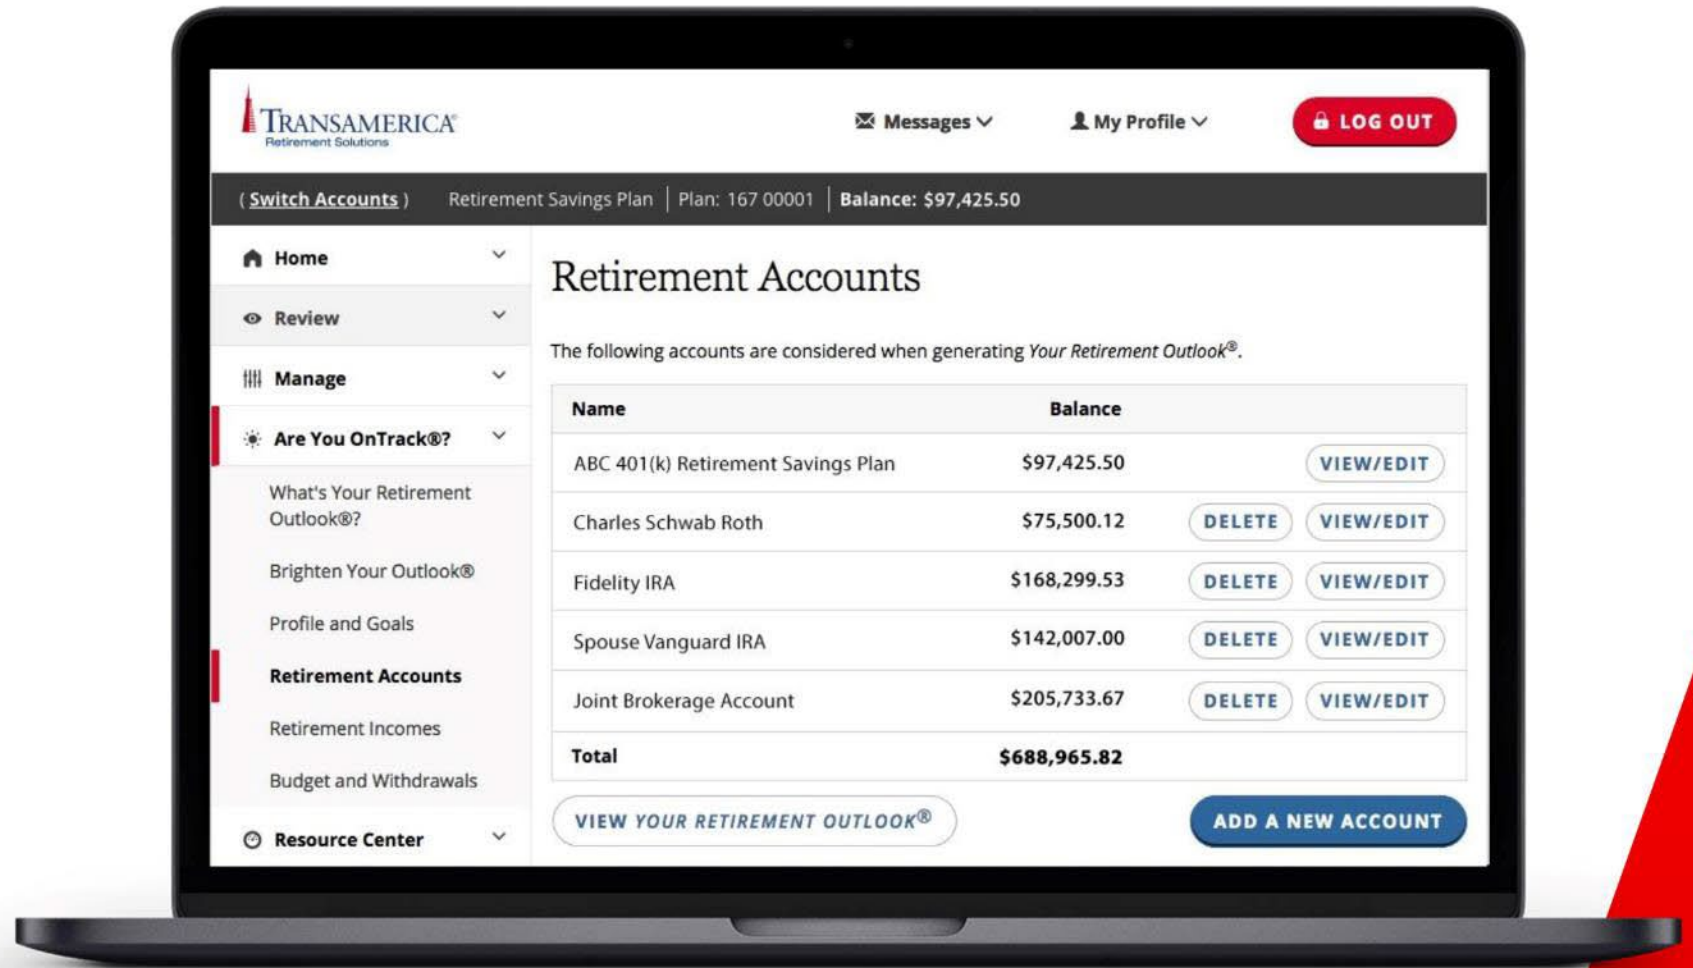 TRANSAMERICA®
Retirement Solutions
Messages
My Profile
LOG OUT
(Switch Accounts) Retirement Savings Plan | Plan: 167 00001 | Balance: $97,425.50
Home
Review
Manage
Are You OnTrack®?
What's Your Retirement
Outlook®?
Brighten Your Outlook®
Profile and Goals
Retirement Accounts
Retirement Incomes
Budget and Withdrawals
Resource Center
Retirement Accounts
The following accounts are considered when generating Your Retirement Outlook®.
Name Balance
ABC 401(k) Retirement Savings Plan $97,425.50 VIEW/EDIT
Charles Schwab Roth $75,500.12 DELETE VIEW/EDIT
Fidelity IRA $168,299.53 DELETE VIEW/EDIT
Spouse Vanguard IRA $142,007.00 DELETE VIEW/EDIT
Joint Brokerage Account $205,733.67 DELETE VIEW/EDIT
Total $688,965.82
VIEW YOUR RETIREMENT OUTLOOK® ADD A NEW ACCOUNT